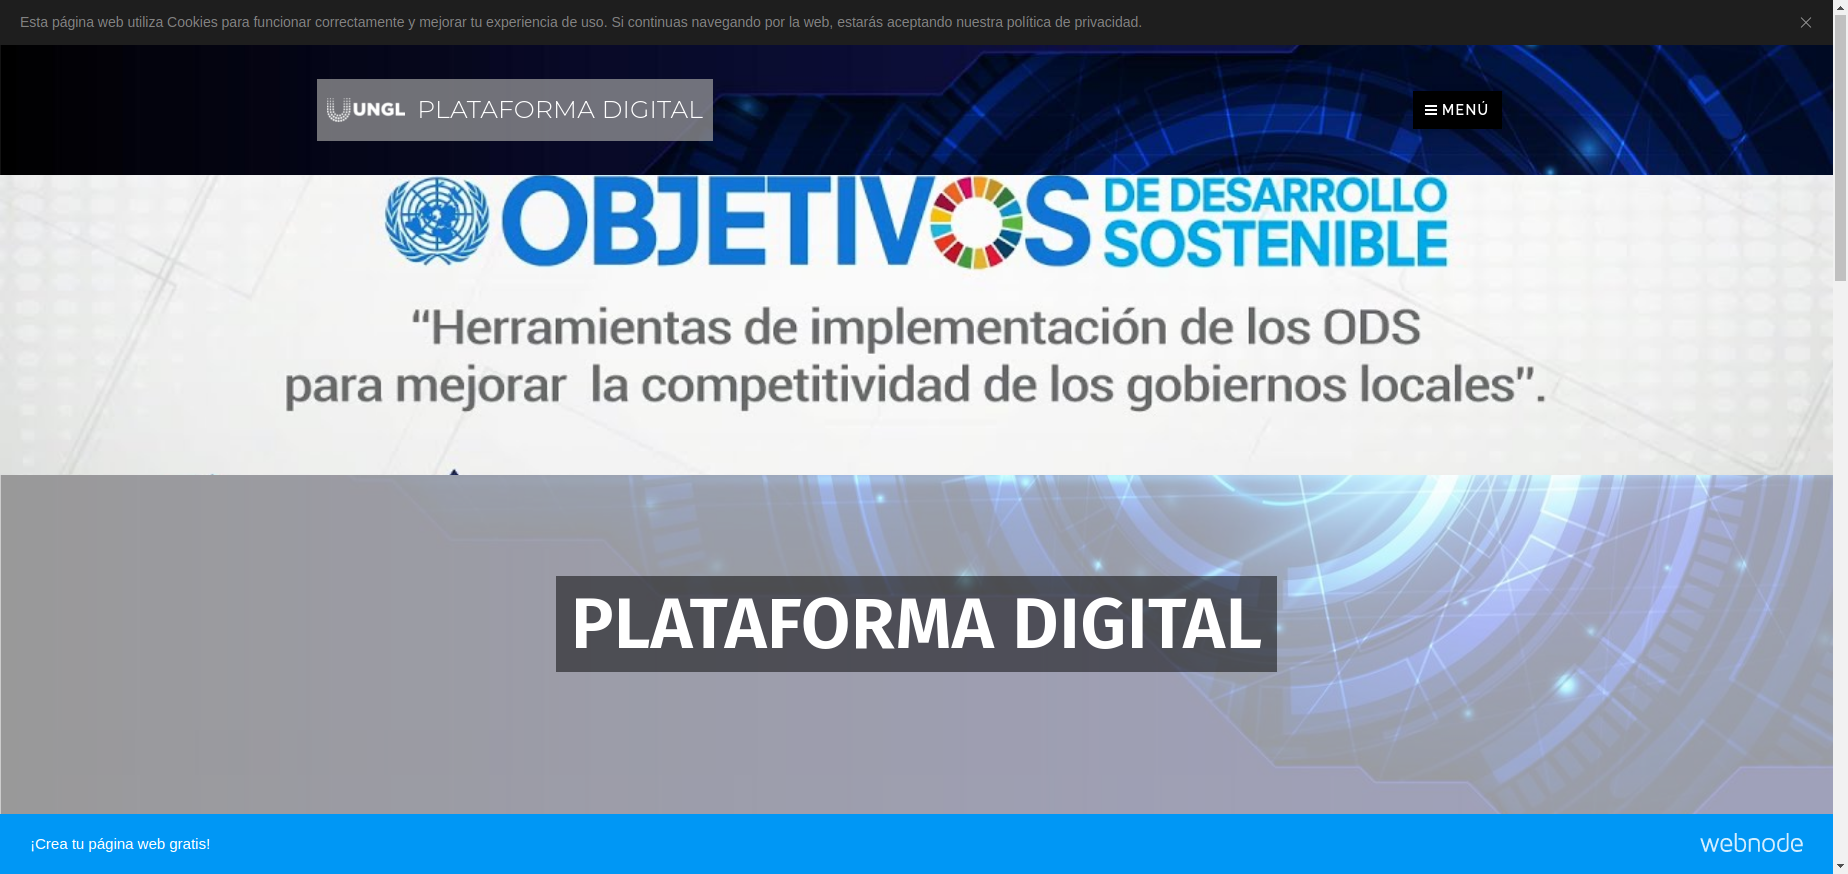 Esta página web utiliza Cookies para funcionar correctamente y mejorar tu experiencia de uso. Si continuas navegando por la web, estarás aceptando nuestra política de privacidad.
UNGL PLATAFORMA DIGITAL
MENÚ
OBJETIVOS DE DESARROLLO
SOSTENIBLE
“Herramientas de implementación de los ODS
para mejorar la competitividad de los gobiernos locales”.
PLATAFORMA DIGITAL
¡Crea tu página web gratis!
webnode